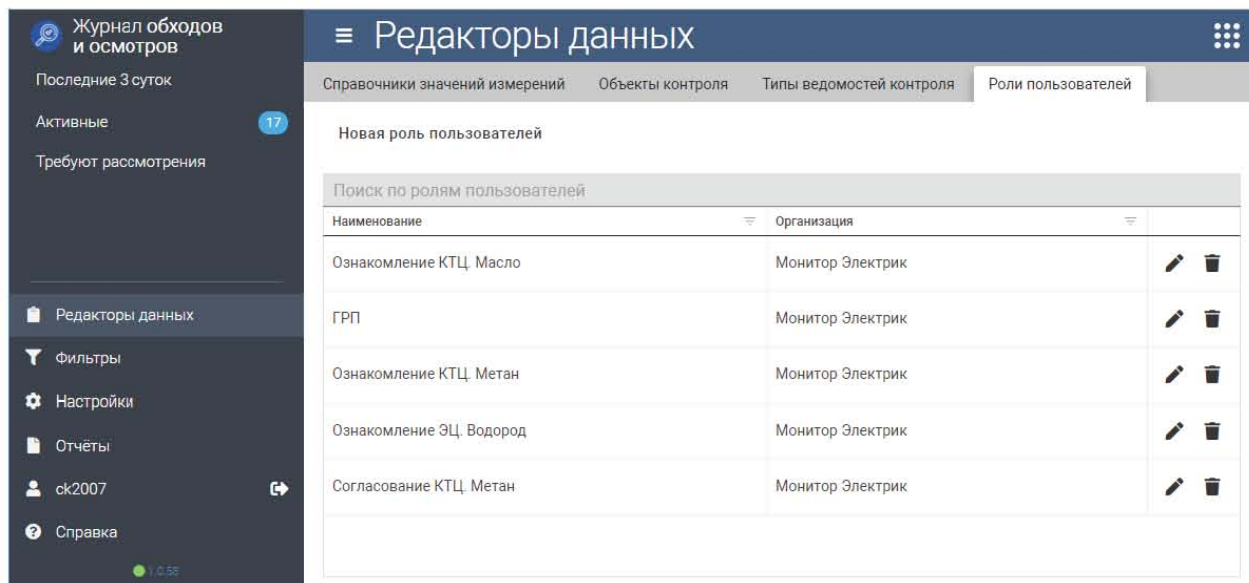 Журнал обходов
и осмотров
Последние 3 суток
Активные 17
Требуют рассмотрения
Редакторы данных
Фильтры
Настройки
Отчёты
ck2007
Справка
1.0.58
Редакторы данных
Справочники значений измерений Объекты контроля Типы ведомостей контроля Роли пользователей
Новая роль пользователей
Поиск по ролям пользователей
Наименование Организация
Ознакомление КТЦ. Масло Монитор Электрик
ГРП Монитор Электрик
Ознакомление КТЦ. Метан Монитор Электрик
Ознакомление ЭЦ. Водород Монитор Электрик
Согласование КТЦ. Метан Монитор Электрик